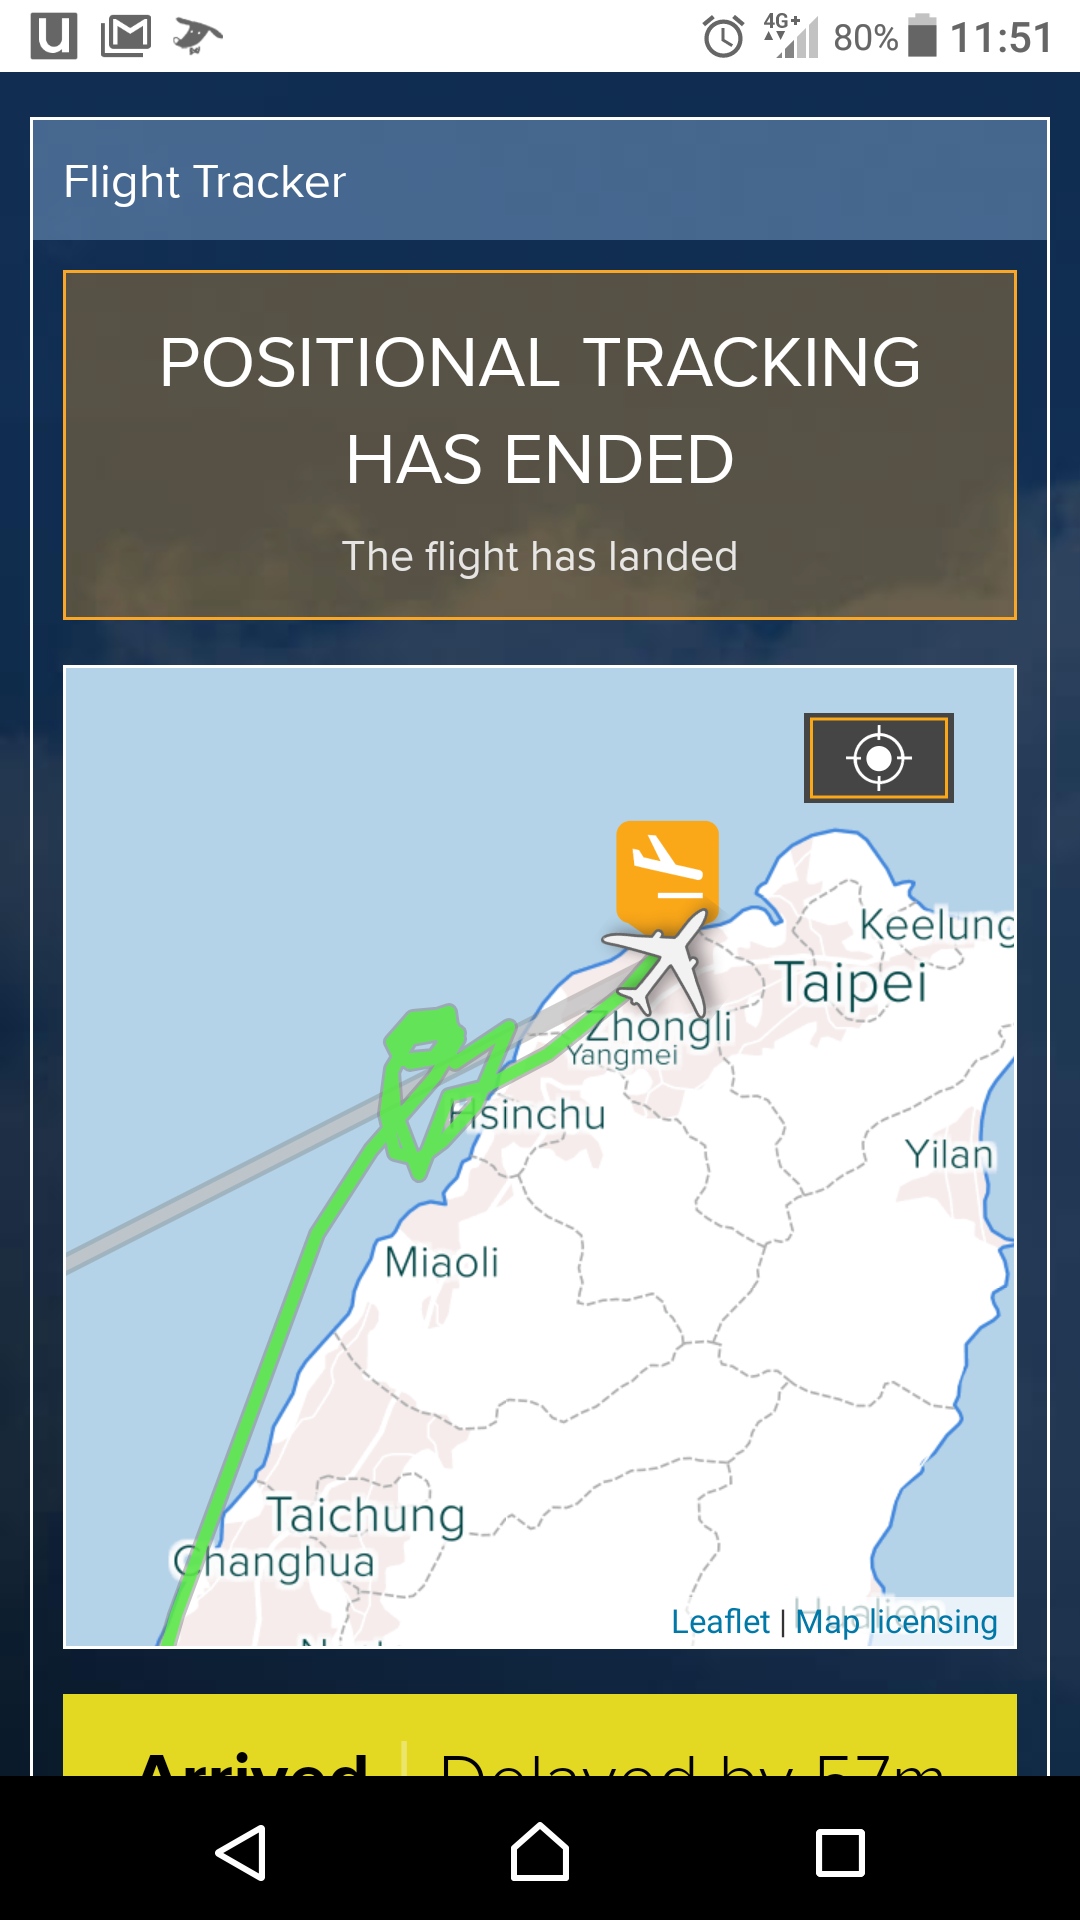 4G+ 80% 11:51
Flight Tracker
POSITIONAL TRACKING
HAS ENDED
The flight has landed
Keelung
Taipei
Zhongli
Yangmei
Hsinchu
Yilan
Miaoli
Taichung
Changhua
Hualien
Leaflet | Map licensing
Arrived | Delayed by 57m